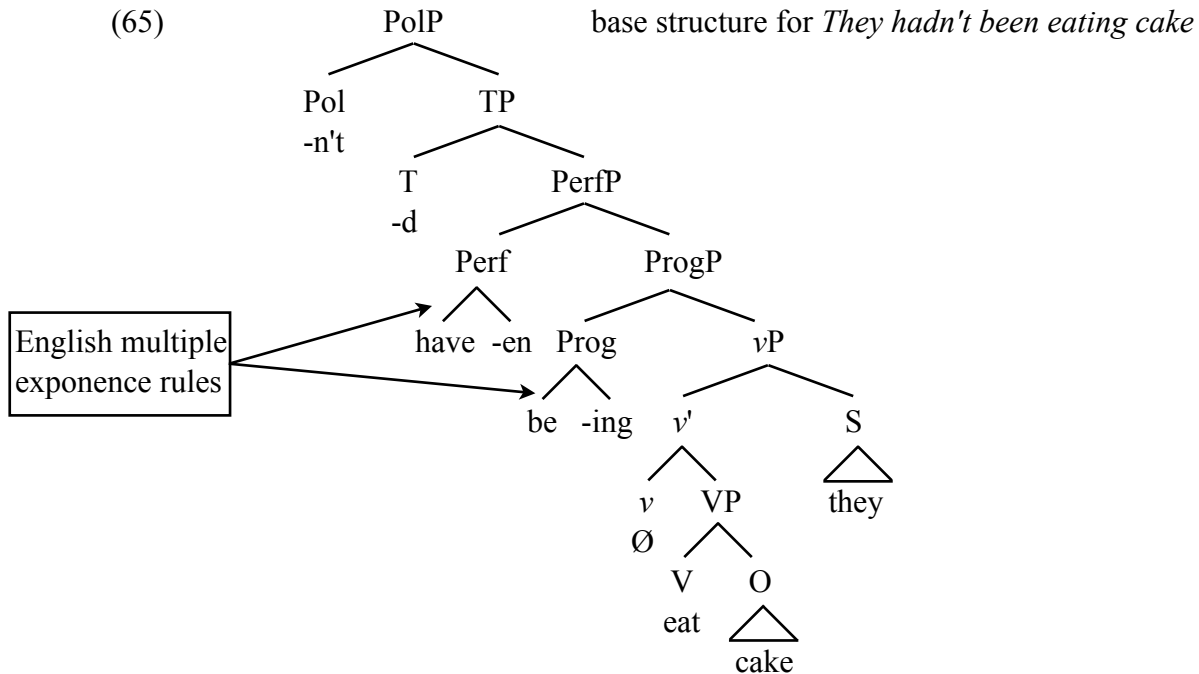 (65) PolP base structure for They hadn't been eating cake
Pol TP
-n't
T PerfP
-d
Perf ProgP
English multiple
exponence rules
have -en Prog vP
be -ing v' S
v VP they
Ø
V O
eat
cake